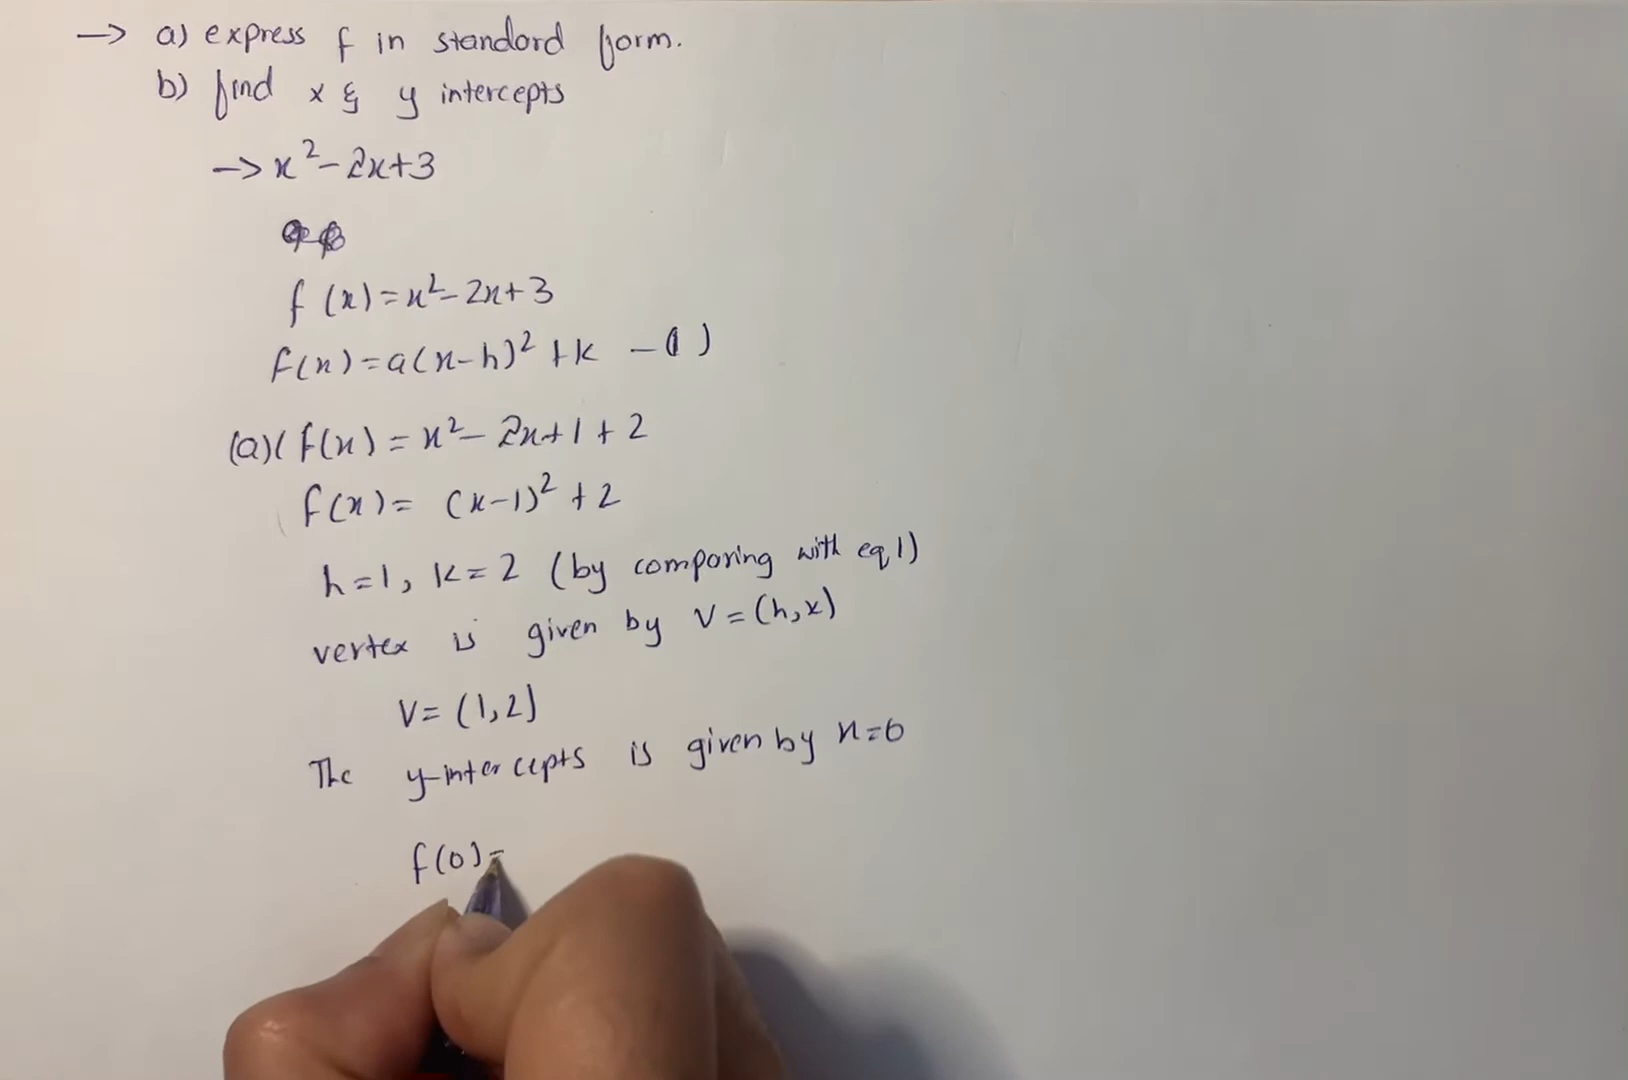 → a) express f in standard form.
b) find x & y intercepts
→ x² - 2x+3
f (x) = x² - 2x+3
f(x) = a(x-h)² + k - (1)
(a)( f(x) = x² - 2x+1 + 2
f(x) = (x-1)² + 2
h=1, k=2 (by comparing with eq 1)
vertex is given by V=(h,k)
V= (1,2)
The y-intercepts is given by x=0
f(0)=